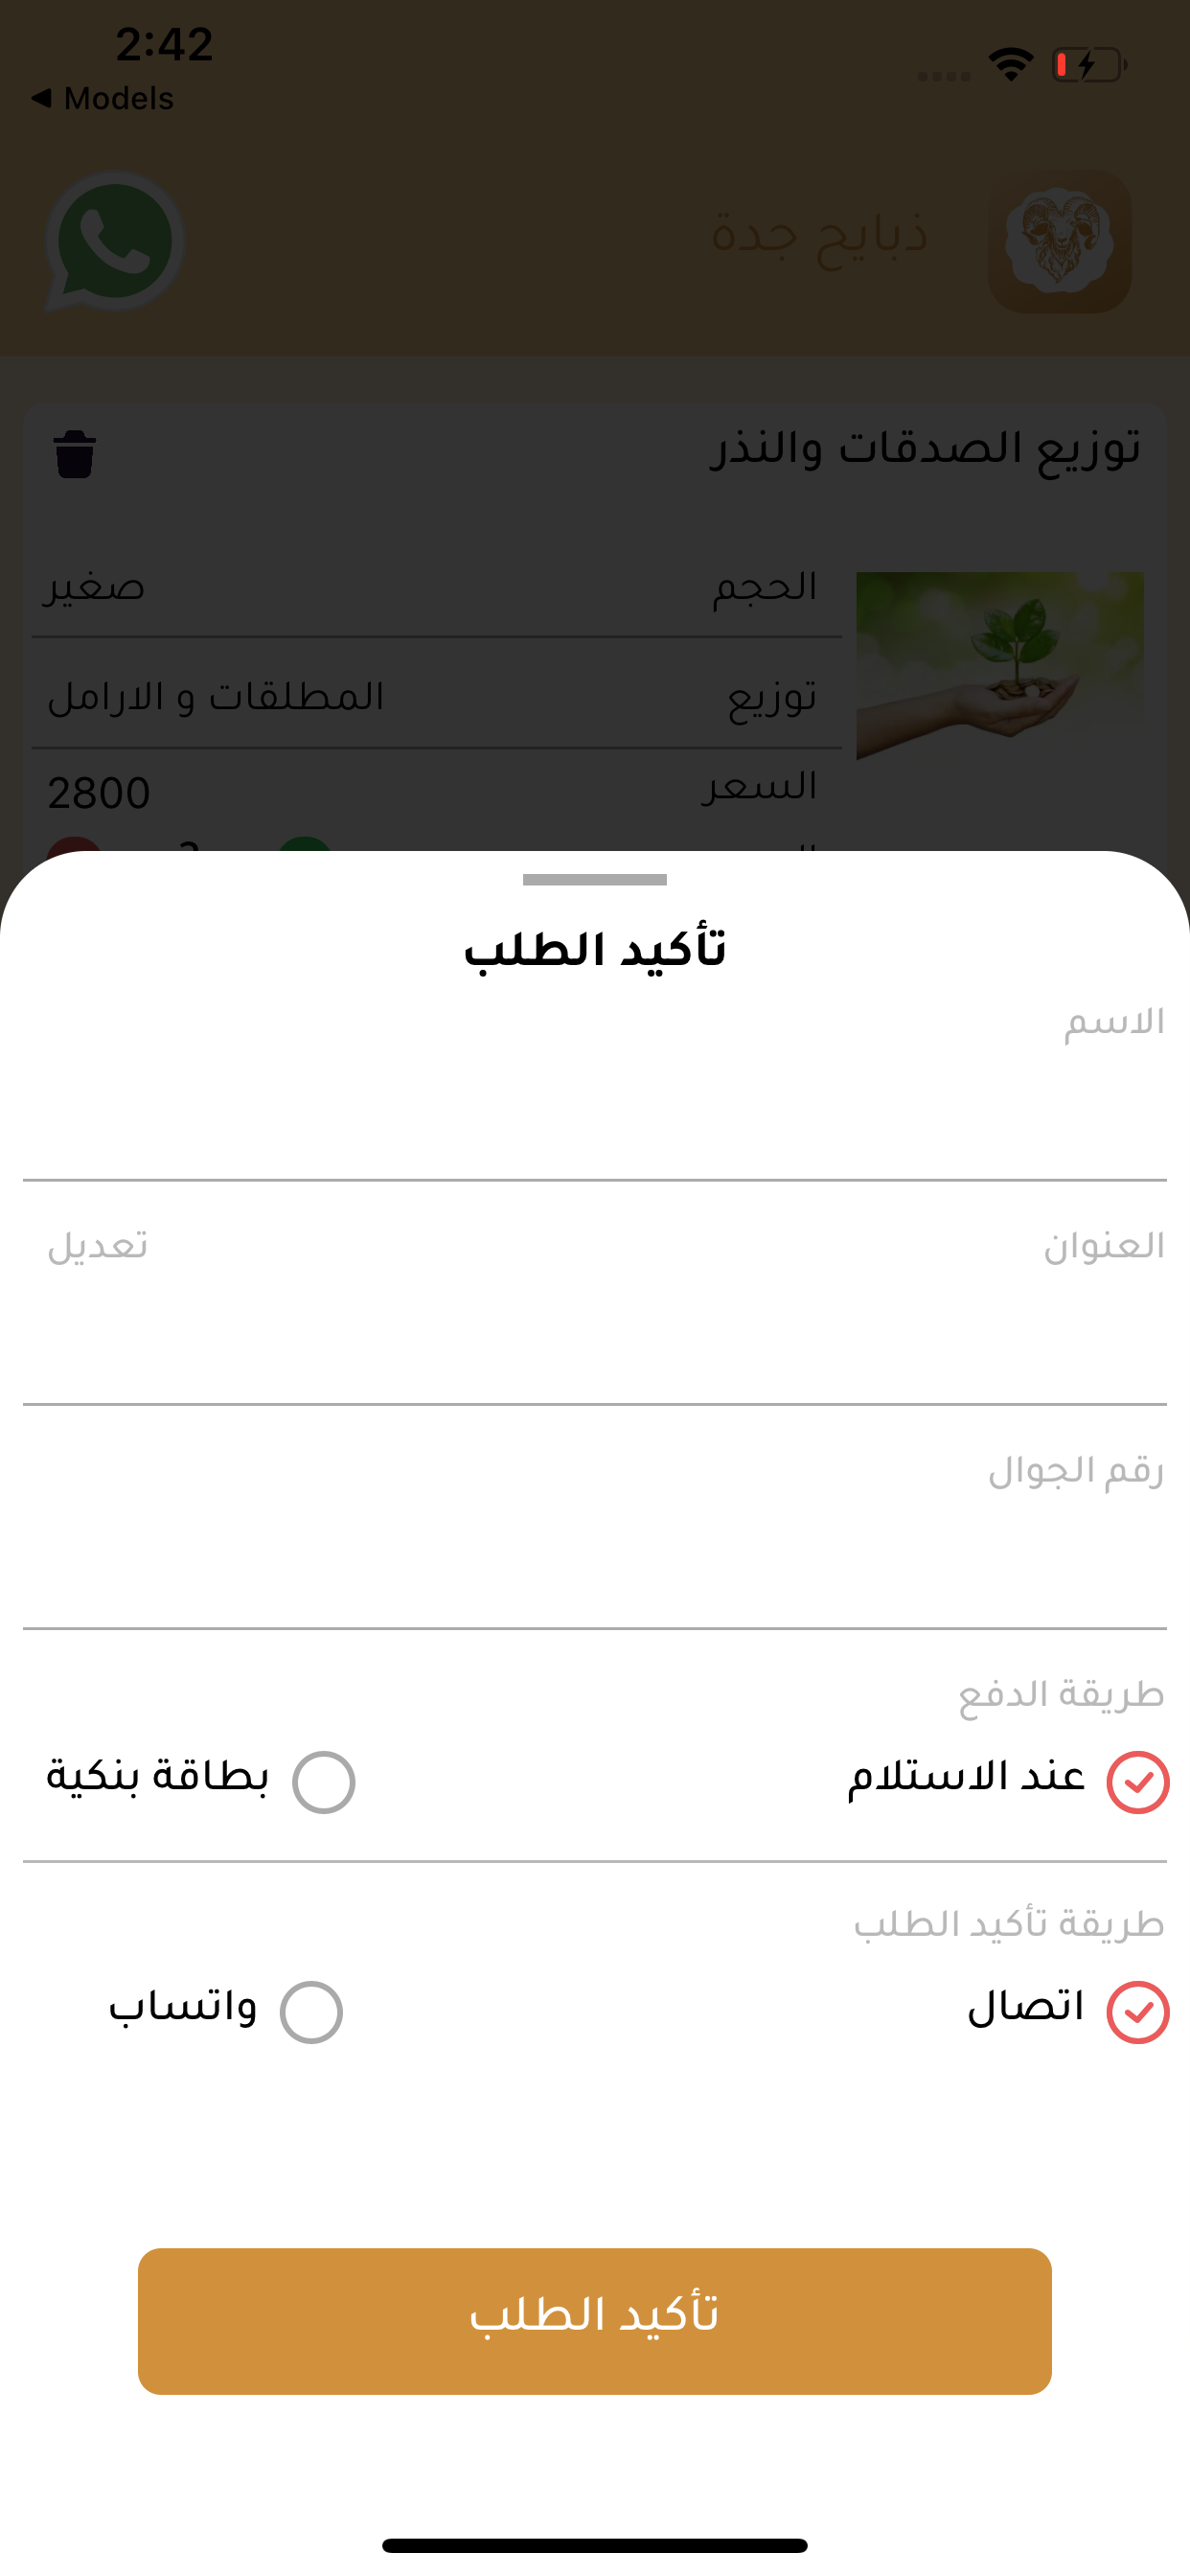 2:42
Models
ذبايح جدة
توزيع الصدقات والنذر
الحجم صغير
توزيع المطلقات و الارامل
السعر 2800
تأكيد الطلب
الاسم
العنوان تعديل
رقم الجوال
طريقة الدفع
عند الاستلام بطاقة بنكية
طريقة تأكيد الطلب
اتصال واتساب
تأكيد الطلب